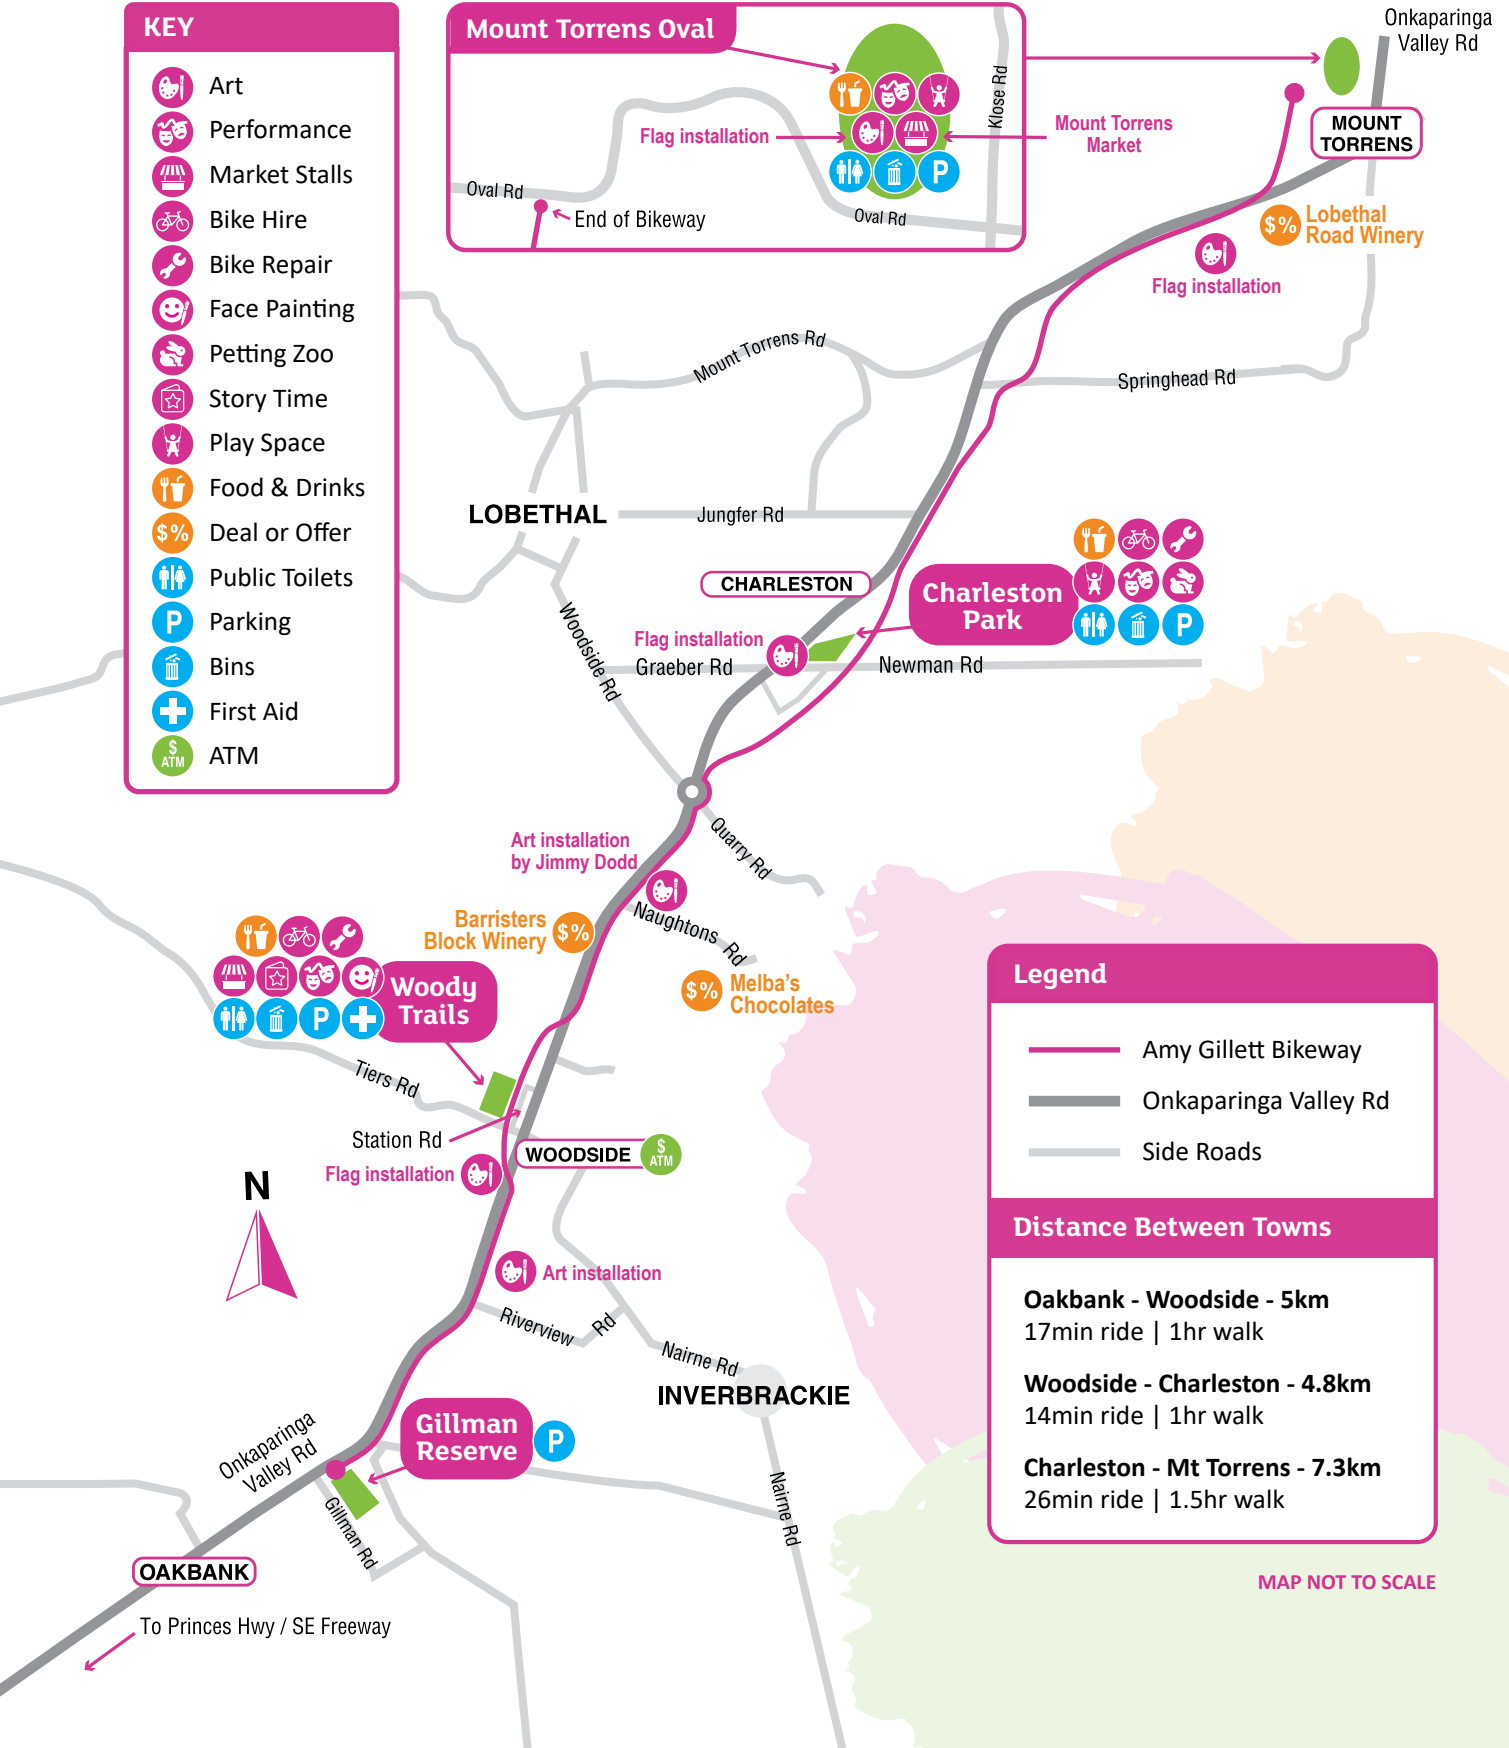 KEY
Art
Performance
Market Stalls
Bike Hire
Bike Repair
Face Painting
Petting Zoo
Story Time
Play Space
Food & Drinks
$%
Deal or Offer
Public Toilets
P
Parking
Bins
First Aid
$
ATM
ATM
Mount Torrens Oval
Flag installation
Mount Torrens
Market
Klose Rd
P
Oval Rd
Oval Rd
End of Bikeway
Onkaparinga
Valley Rd
MOUNT
TORRENS
$%
Lobethal
Road Winery
Flag installation
Mount Torrens Rd
Springhead Rd
LOBETHAL
Jungfer Rd
CHARLESTON
Charleston
Park
P
Flag installation
Graeber Rd
Newman Rd
Woodside Rd
Quarry Rd
Art installation
by Jimmy Dodd
Naughtons Rd
Barristers
Block Winery
$%
$%
Melba's
Chocolates
Woody
Trails
P
Tiers Rd
Station Rd
WOODSIDE
$
ATM
Flag installation
N
Art installation
Riverview Rd
Nairne Rd
INVERBRACKIE
Nairne Rd
Gillman
Reserve
P
Onkaparinga
Valley Rd
Gillman Rd
OAKBANK
To Princes Hwy / SE Freeway
Legend
Amy Gillett Bikeway
Onkaparinga Valley Rd
Side Roads
Distance Between Towns
Oakbank - Woodside - 5km
17min ride | 1hr walk
Woodside - Charleston - 4.8km
14min ride | 1hr walk
Charleston - Mt Torrens - 7.3km
26min ride | 1.5hr walk
MAP NOT TO SCALE